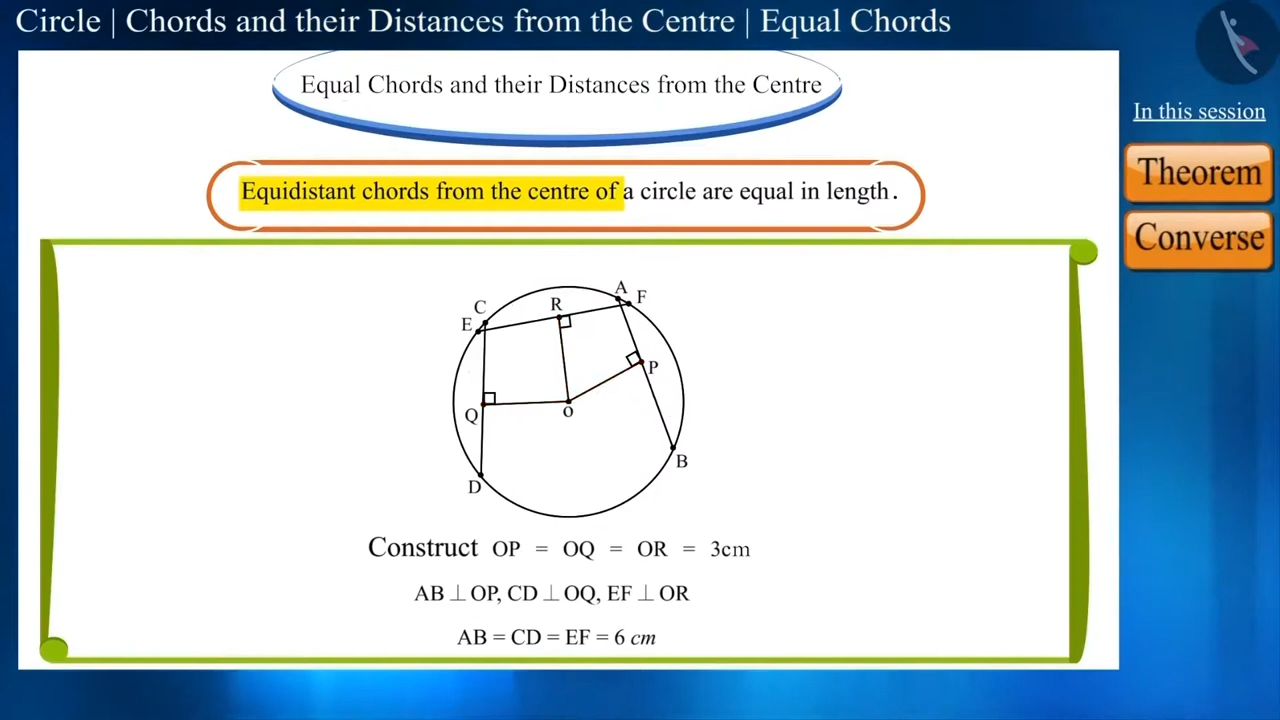 Circle | Chords and their Distances from the Centre | Equal Chords
Equal Chords and their Distances from the Centre
In this session
Theorem
Converse
Equidistant chords from the centre of a circle are equal in length.
A
F
R
C
E
P
Q
O
B
D
Construct OP = OQ = OR = 3cm
AB ⊥ OP, CD ⊥ OQ, EF ⊥ OR
AB = CD = EF = 6 cm